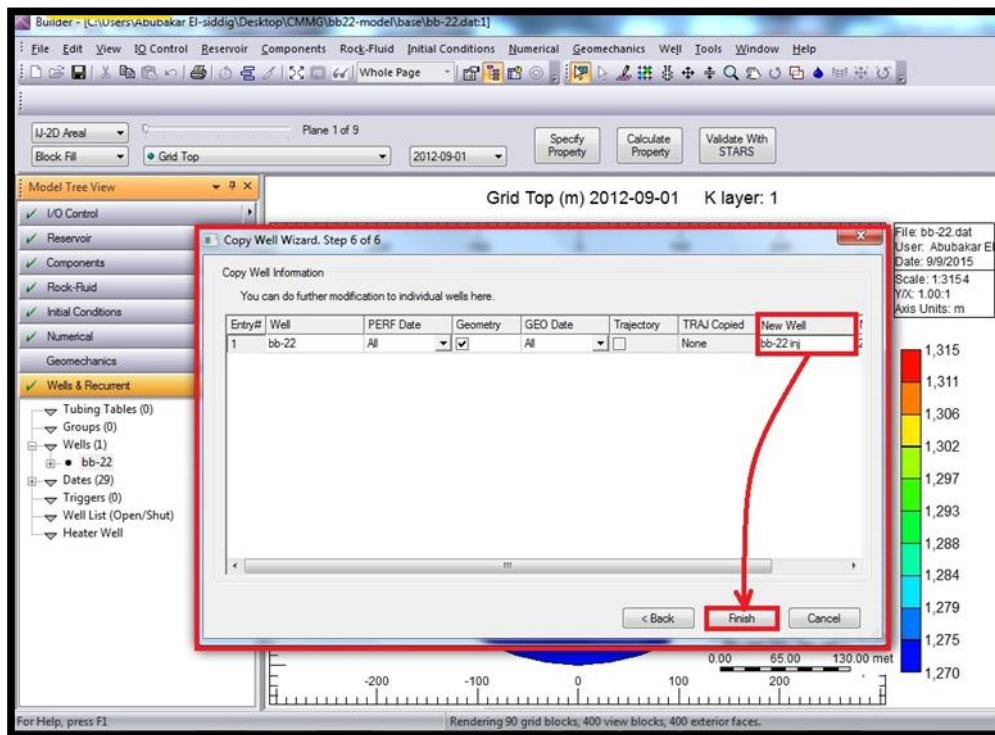 Builder - [C:\Users\Abubakar El-siddig\Desktop\CMMG\bb22-model\base\bb-22.dat:1]
File Edit View IO Control Reservoir Components Rock-Fluid Initial Conditions Numerical Geomechanics Well Tools Window Help
Whole Page
IJ-2D Areal
Plane 1 of 9
Block Fill
Grid Top
2012-09-01
Specify Property
Calculate Property
Validate With STARS
Model Tree View
Grid Top (m) 2012-09-01 K layer: 1
I/O Control
Reservoir
Components
Rock-Fluid
Initial Conditions
Numerical
Geomechanics
Wells & Recurrent
Tubing Tables (0)
Groups (0)
Wells (1)
bb-22
Dates (29)
Triggers (0)
Well List (Open/Shut)
Heater Well
Copy Well Wizard. Step 6 of 6
Copy Well Information
You can do further modification to individual wells here.
Entry# Well PERF Date Geometry GEO Date Trajectory TRAJ Copied New Well
1 bb-22 All All None bb-22 inj
< Back Finish Cancel
File: bb-22.dat
User: Abubakar El
Date: 9/9/2015
Scale: 1:3154
Y/X: 1.00:1
Axis Units: m
1,315
1,311
1,306
1,302
1,297
1,293
1,288
1,284
1,279
1,275
1,270
0.00 65.00 130.00 met
-200 -100 0 100 200
For Help, press F1
Rendering 90 grid blocks, 400 view blocks, 400 exterior faces.